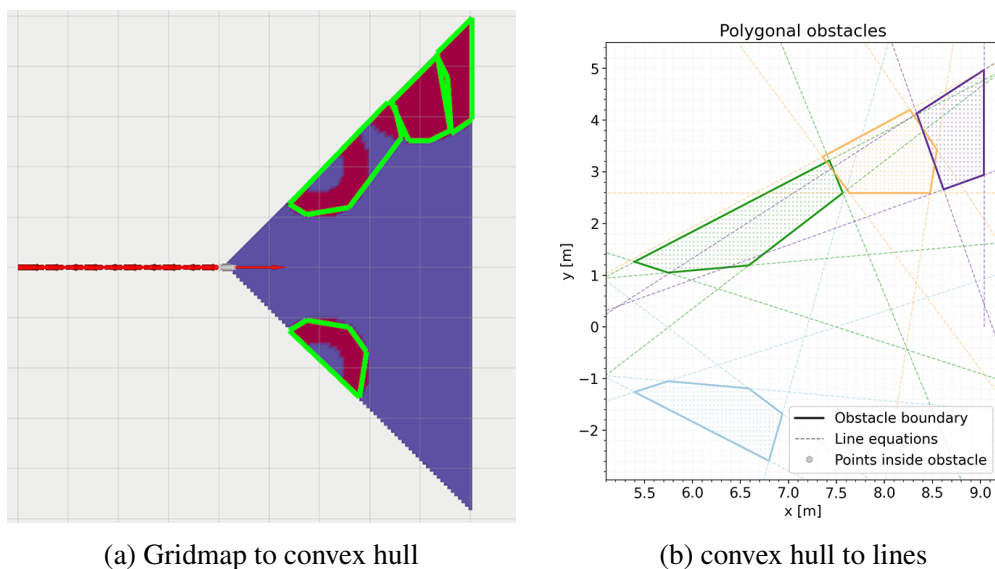 Polygonal obstacles
y [m]
5
4
3
2
1
0
−1
−2
Obstacle boundary
Line equations
Points inside obstacle
5.5 6.0 6.5 7.0 7.5 8.0 8.5 9.0
x [m]
(a) Gridmap to convex hull
(b) convex hull to lines